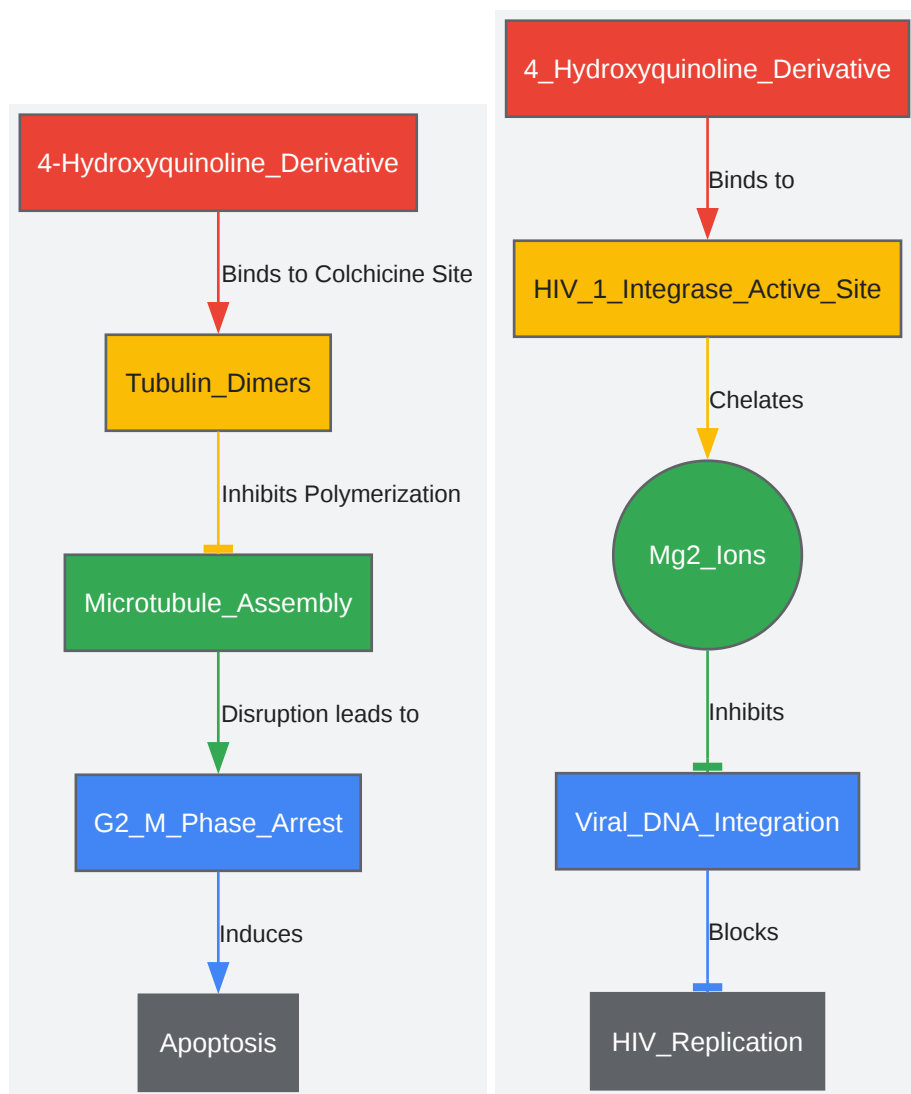 4-Hydroxyquinoline_Derivative
Binds to Colchicine Site
Tubulin_Dimers
Inhibits Polymerization
Microtubule_Assembly
Disruption leads to
G2_M_Phase_Arrest
Induces
Apoptosis
4_Hydroxyquinoline_Derivative
Binds to
HIV_1_Integrase_Active_Site
Chelates
Mg2_Ions
Inhibits
Viral_DNA_Integration
Blocks
HIV_Replication